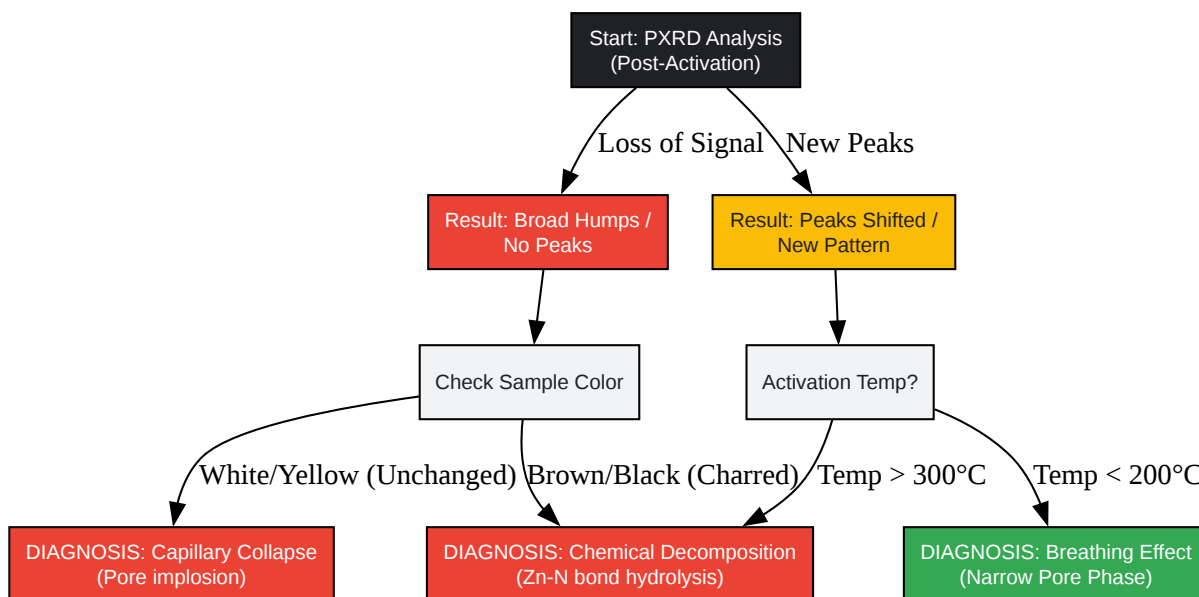 Start: PXRD Analysis
(Post-Activation)
Loss of Signal
New Peaks
Result: Broad Humps /
No Peaks
Result: Peaks Shifted /
New Pattern
Check Sample Color
Activation Temp?
White/Yellow (Unchanged)
Brown/Black (Charred)
Temp > 300°C
Temp < 200°C
DIAGNOSIS: Capillary Collapse
(Pore implosion)
DIAGNOSIS: Chemical Decomposition
(Zn-N bond hydrolysis)
DIAGNOSIS: Breathing Effect
(Narrow Pore Phase)